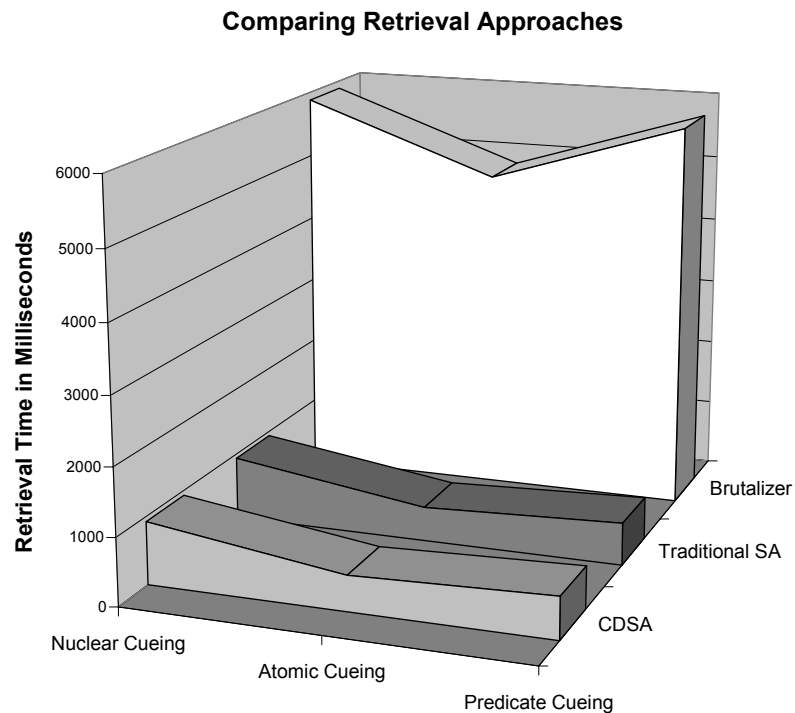 Comparing Retrieval Approaches
6000
5000
4000
3000
2000
1000
0
Retrieval Time in Milliseconds
Nuclear Cueing
Atomic Cueing
Predicate Cueing
Brutalizer
Traditional SA
CDSA